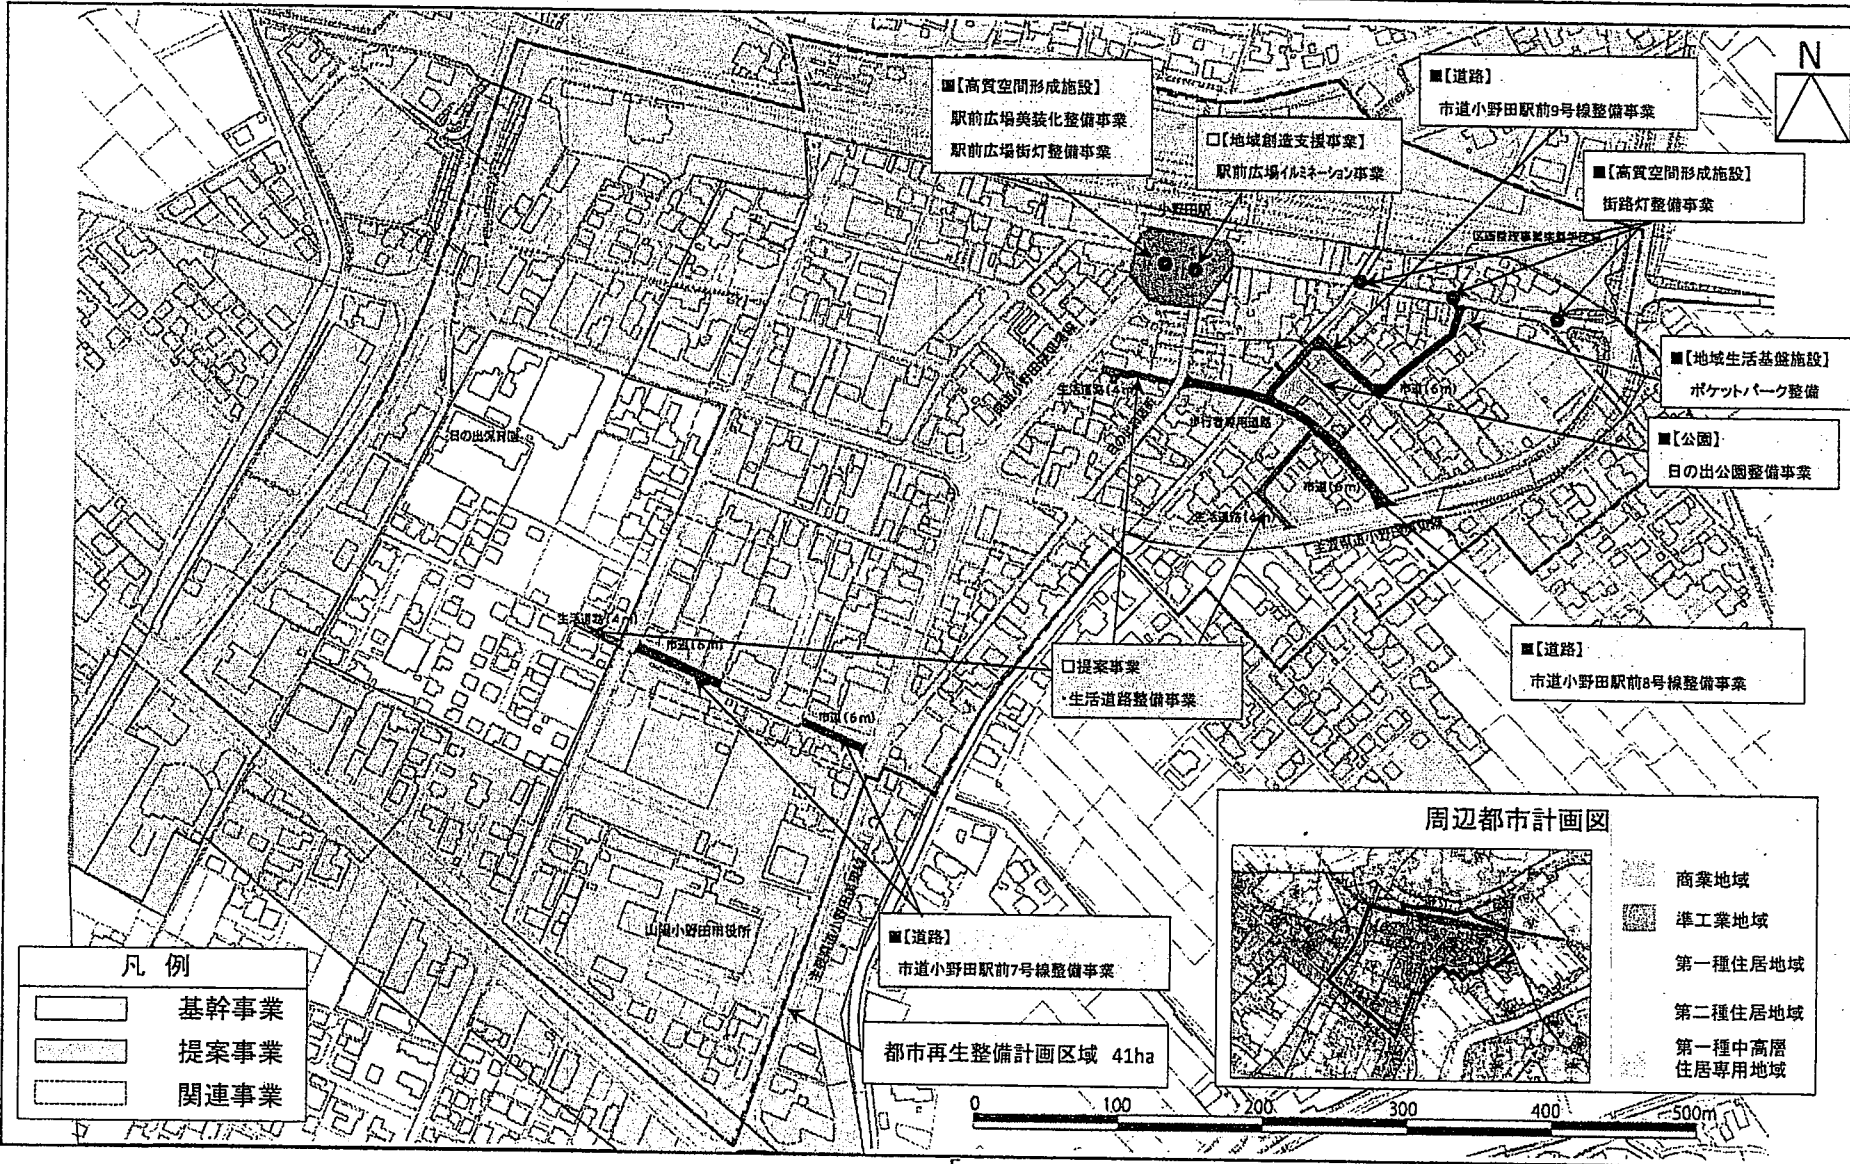 N
■【高質空間形成施設】
駅前広場美装化整備事業
駅前広場街灯整備事業
□【地域創造支援事業】
駅前広場イルミネーション事業
■【道路】
市道小野田駅前9号線整備事業
■【高質空間形成施設】
街路灯整備事業
小野田駅
■【地域生活基盤施設】
ポケットパーク整備
■【公園】
日の出公園整備事業
生活道路(4m)
市道(6m)
歩行者専用道路
市道(6m)
生活道路(4m)
日の出保育園
生活道路(4m)
市道(6m)
市道(6m)
□提案事業
・生活道路整備事業
■【道路】
市道小野田駅前8号線整備事業
山陽小野田市役所
■【道路】
市道小野田駅前7号線整備事業
都市再生整備計画区域 41ha
凡 例
基幹事業
提案事業
関連事業
周辺都市計画図
商業地域
準工業地域
第一種住居地域
第二種住居地域
第一種中高層
住居専用地域
0 100 200 300 400 500m